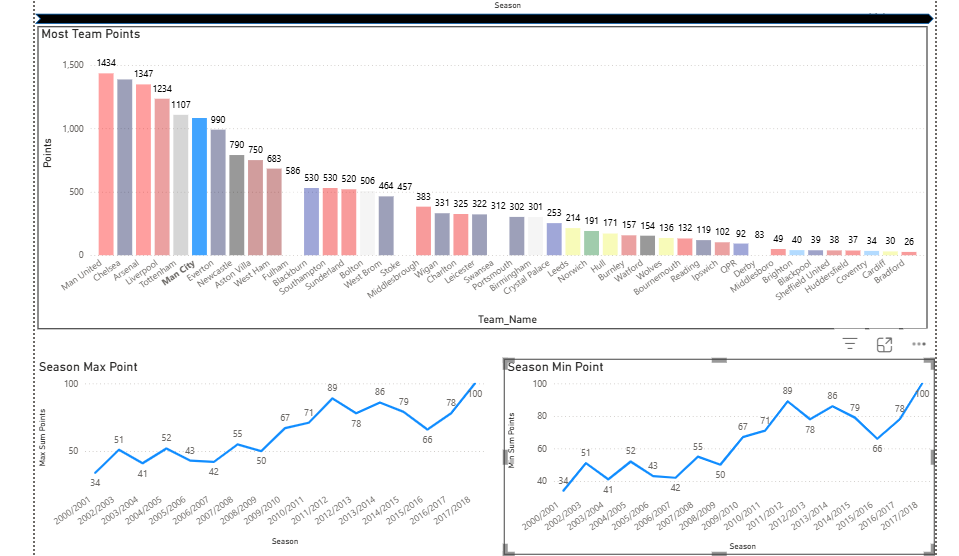 Season
Most Team Points
1434 1347 1234 1107 990 790 750 683 586 530 530 520 506 464 457 383 331 325 322 312 302 301 253 214 191 171 157 154 136 132 119 102 92 83 49 40 39 38 37 34 30 26
1,500
1,000
500
0
Points
Man United Chelsea Arsenal Liverpool Tottenham Man City Everton Newcastle Aston Villa West Ham Fulham Blackburn Southampton Sunderland Bolton West Brom Stoke Middlesbrough Wigan Charlton Leicester Swansea Portsmouth Birmingham Crystal Palace Leeds Norwich Hull Burnley Watford Wolves Bournemouth Reading Ipswich QPR Derby Middlesboro Brighton Blackpool Sheffield United Huddersfield Coventry Cardiff Bradford
Team_Name
Season Max Point
100
50
Max Sum Points
34 51 41 52 43 42 55 50 67 71 89 78 86 79 66 78 100
2000/2001 2002/2003 2003/2004 2004/2005 2005/2006 2006/2007 2007/2008 2008/2009 2009/2010 2010/2011 2011/2012 2012/2013 2013/2014 2014/2015 2015/2016 2016/2017 2017/2018
Season
Season Min Point
100
80
60
40
Min Sum Points
34 51 41 52 43 42 55 50 67 71 89 78 86 79 66 78 100
2000/2001 2002/2003 2003/2004 2004/2005 2005/2006 2006/2007 2007/2008 2008/2009 2009/2010 2010/2011 2011/2012 2012/2013 2013/2014 2014/2015 2015/2016 2016/2017 2017/2018
Season